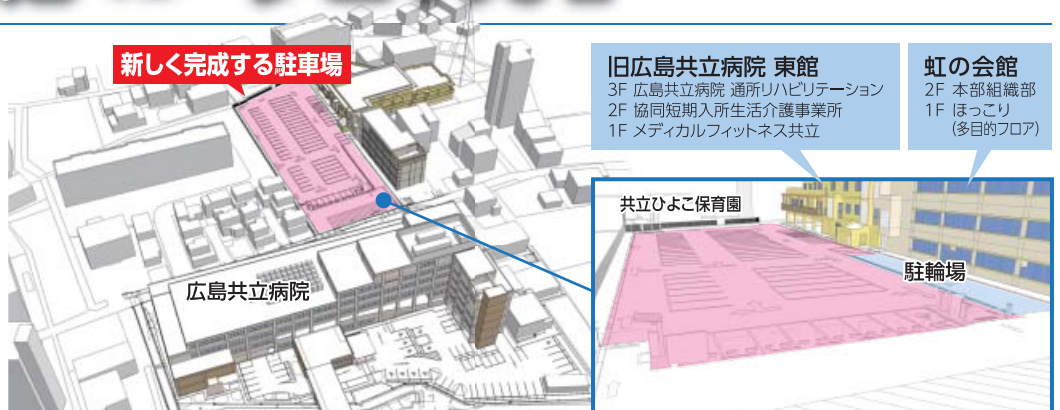 新しく完成する駐車場
広島共立病院
旧広島共立病院 東館
3F 広島共立病院 通所リハビリテーション
2F 協同短期入所生活介護事業所
1F メディカルフィットネス共立
虹の会館
2F 本部組織部
1F ほっこり
(多目的フロア)
共立ひよこ保育園
駐輪場